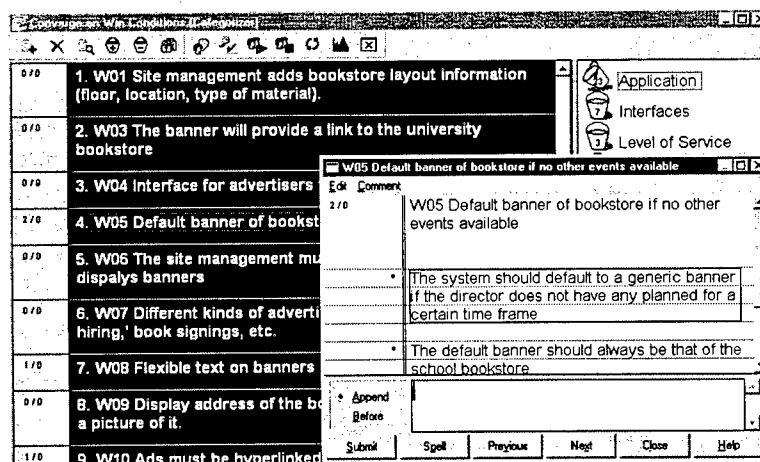 Converge on Win Conditions [Categorizer]
0/0
1. W01 Site management adds bookstore layout information
(floor, location, type of material).
0/0
2. W03 The banner will provide a link to the university
bookstore
0/0
3. W04 Interface for advertisers
2/0
4. W05 Default banner of bookst
0/0
5. W06 The site management mu
dispalys banners
0/0
6. W07 Different kinds of adverti
hiring,' book signings, etc.
1/0
7. W08 Flexible text on banners
0/0
8. W09 Display address of the bo
a picture of it.
1/0
9. W10 Ads must be hyperlinked
Application
7 Interfaces
3 Level of Service
W05 Default banner of bookstore if no other events available
Edit Comment
2/0
W05 Default banner of bookstore if no other
events available
• The system should default to a generic banner
if the director does not have any planned for a
certain time frame
• The default banner should always be that of the
school bookstore
Append
Before
Submit Spell Previous Next Close Help